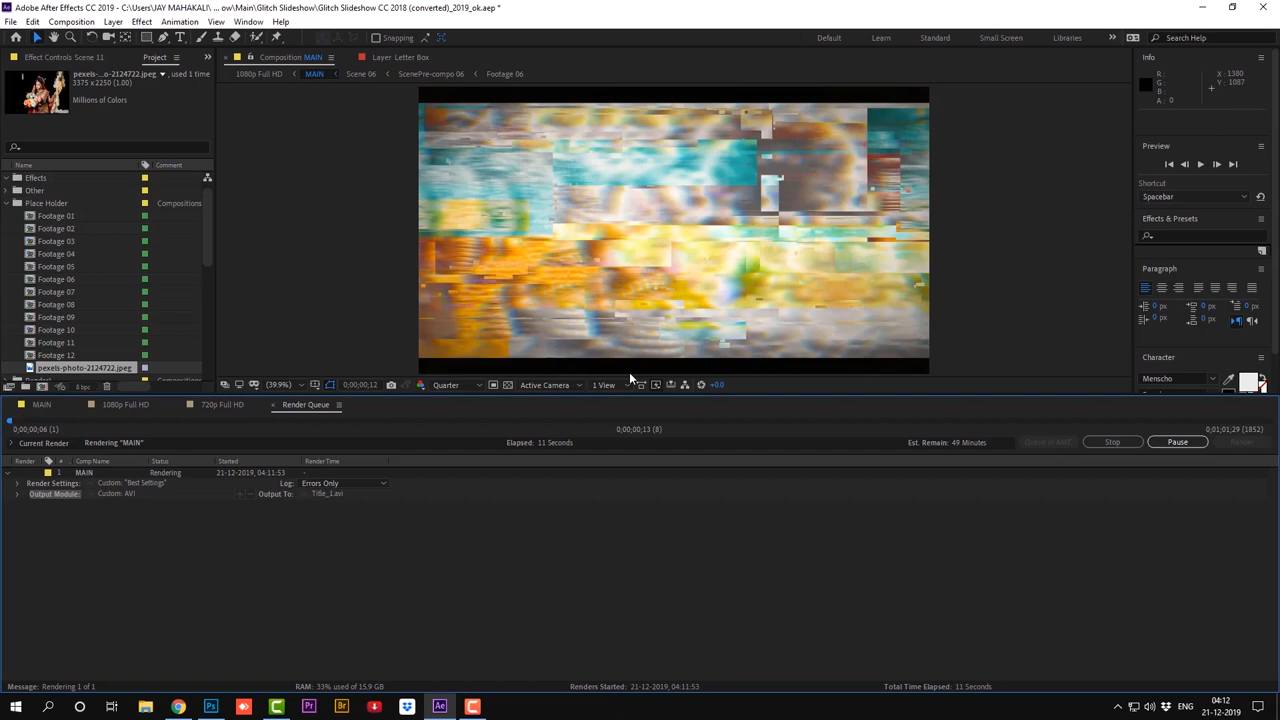 Adobe After Effects CC 2019 - C:\Users\JAY MAHAKALI\ ... ow\Main\Glitch Slideshow\Glitch Slideshow CC 2018 (converted)_2019_ok.aep *
File Edit Composition Layer Effect Animation View Window Help
Snapping Default Learn Standard Small Screen Libraries Search Help
Effect Controls Scene 11 Project
Composition MAIN Layer Letter Box
Info
pexels-...o-2124722.jpeg , used 1 time
3375 x 2250 (1.00)
Millions of Colors
1080p Full HD MAIN Scene 06 ScenePre-compo 06 Footage 06
R :
G :
B :
A : 0
X : 1380
Y : 1087
Preview
Name Comment
Effects
Other
Place Holder Compositions
Footage 01
Footage 02
Footage 03
Footage 04
Footage 05
Footage 06
Footage 07
Footage 08
Footage 09
Footage 10
Footage 11
Footage 12
pexels-photo-2124722.jpeg
8 bpc
Shortcut
Spacebar
Effects & Presets
Paragraph
0 px 0 px 0 px
0 px 0 px
Character
Menscho
(39.9%) 0;00;00;12 Quarter Active Camera 1 View +0.0
MAIN 1080p Full HD 720p Full HD Render Queue
0;00;00;06 (1) 0;00;00;13 (8) 0;01;01;29 (1852)
Current Render Rendering "MAIN" Elapsed: 11 Seconds Est. Remain: 49 Minutes Queue in AME Stop Pause Render
Render # Comp Name Status Started Render Time
1 MAIN Rendering 21-12-2019, 04:11:53 -
Render Settings: Custom: "Best Settings" Log: Errors Only
Output Module: Custom: AVI + - Output To: Title_1.avi
Message: Rendering 1 of 1 RAM: 33% used of 15.9 GB Renders Started: 21-12-2019, 04:11:53 Total Time Elapsed: 11 Seconds
Ps Pr Br Ae ENG
04:12
21-12-2019